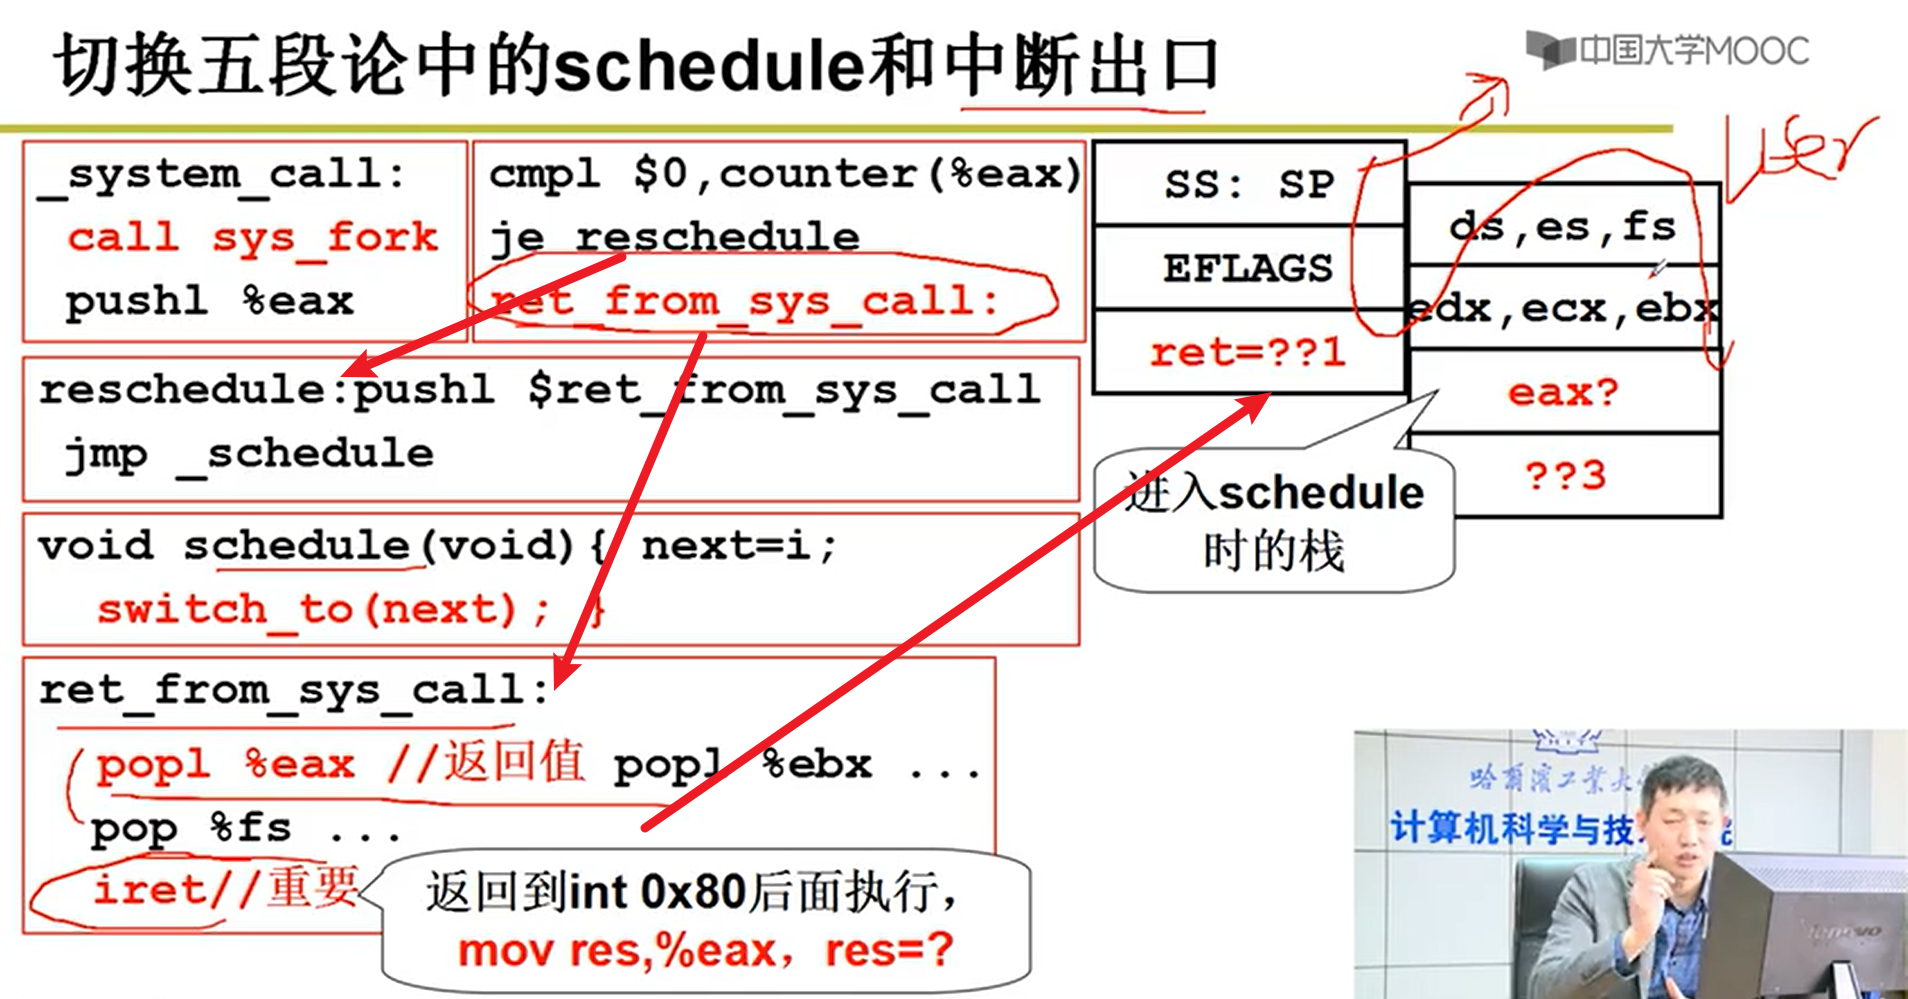 切换五段论中的schedule和中断出口
中国大学MOOC
user
_system_call:
call sys_fork
pushl %eax
cmpl $0,counter(%eax)
je reschedule
ret_from_sys_call:
reschedule:pushl $ret_from_sys_call
jmp _schedule
void schedule(void){ next=i;
switch_to(next); }
ret_from_sys_call:
popl %eax //返回值 popl %ebx ...
pop %fs ...
iret//重要
返回到int 0x80后面执行，
mov res,%eax，res=?
SS: SP
EFLAGS
ret=??1
ds,es,fs
edx,ecx,ebx
eax?
??3
进入schedule
时的栈
哈尔滨工业大
计算机科学与技
lenovo